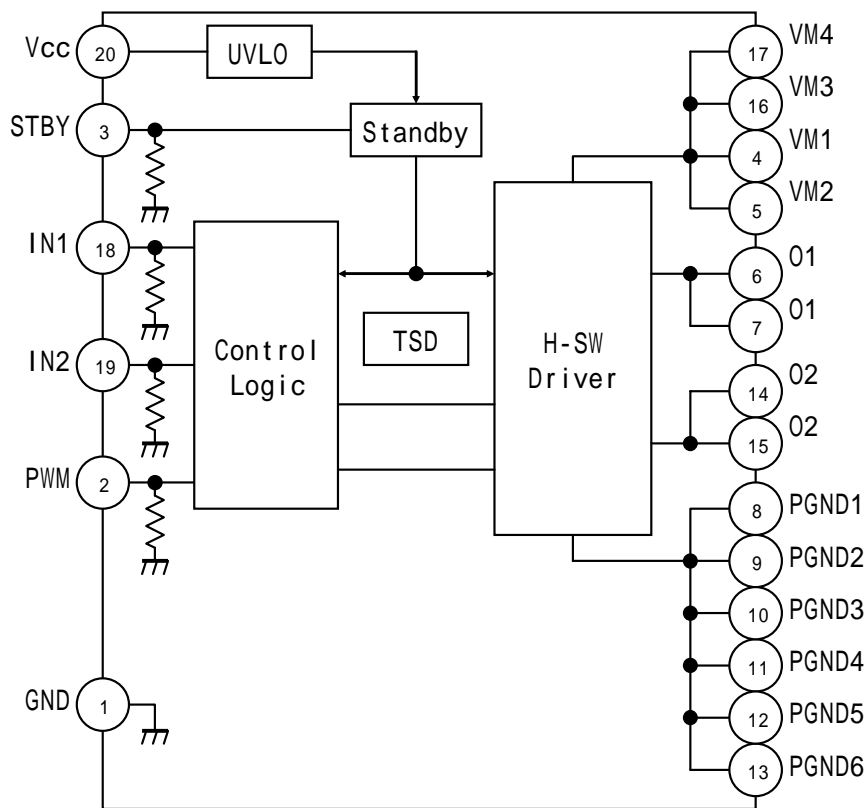 Vcc
20
UVLO
17
VM4
16
VM3
STBY
3
Standby
4
VM1
5
VM2
IN1
18
6
O1
7
O1
TSD
Control
Logic
H-SW
Driver
IN2
19
14
O2
15
O2
PWM
2
8
PGND1
9
PGND2
10
PGND3
11
PGND4
GND
1
12
PGND5
13
PGND6